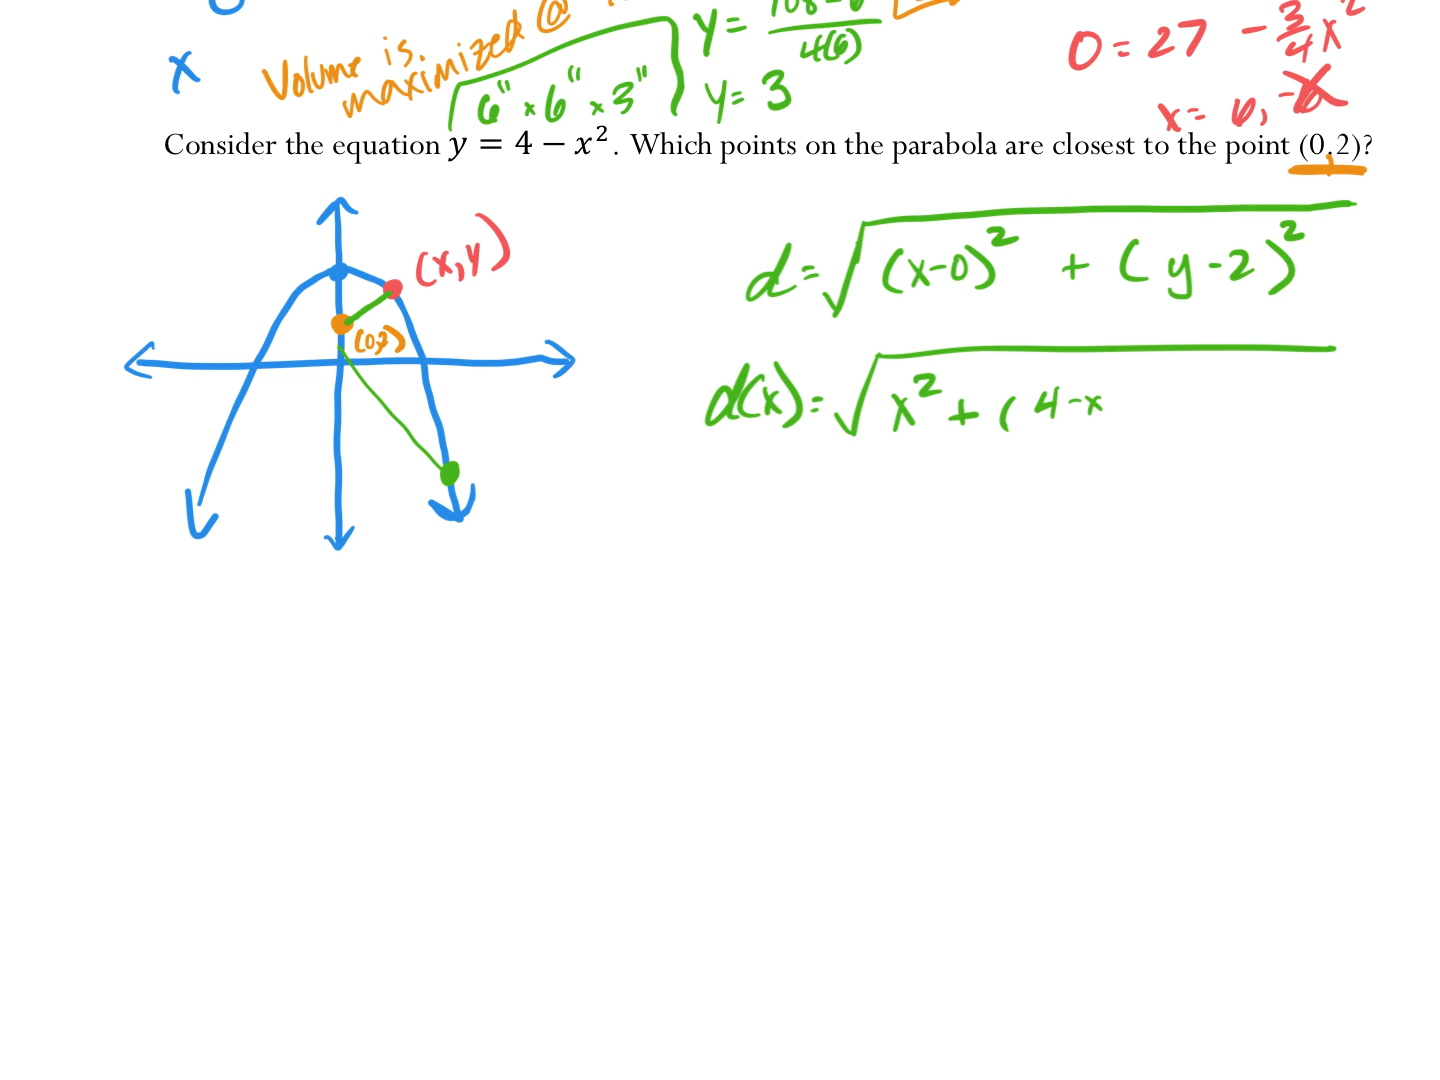 x
Volume is.
maximized @
6" × 6" × 3"
y =
4(6)
y = 3
0 = 27 - 3/4 x²
x = 6, -6
Consider the equation y = 4 − x². Which points on the parabola are closest to the point (0,2)?
(x,y)
(0,2)
d = √((x-0)² + (y-2)²)
d(x) = √(x² + (4-x